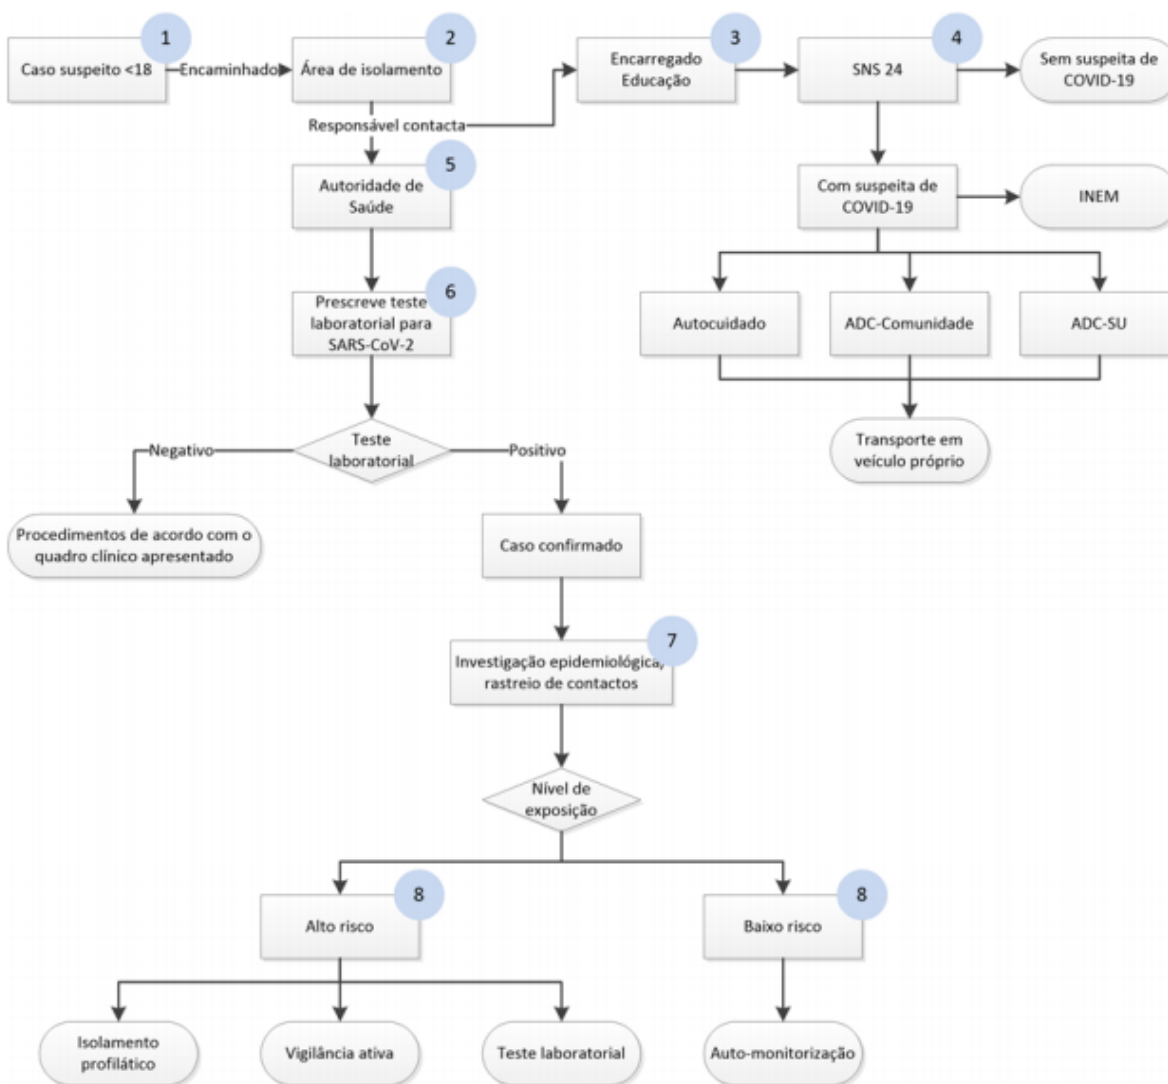 1
2
3
4
Caso suspeito <18
Encaminhado
Área de isolamento
Encarregado
Educação
SNS 24
Sem suspeita de
COVID-19
Responsável contacta
5
Autoridade de
Saúde
Com suspeita de
COVID-19
INEM
6
Prescreve teste
laboratorial para
SARS-CoV-2
Autocuidado
ADC-Comunidade
ADC-SU
Negativo
Teste
laboratorial
Positivo
Transporte em
veículo próprio
Procedimentos de acordo com o
quadro clínico apresentado
Caso confirmado
7
Investigação epidemiológica,
rastreio de contactos
Nível de
exposição
8
8
Alto risco
Baixo risco
Isolamento
profilático
Vigilância ativa
Teste laboratorial
Auto-monitorização